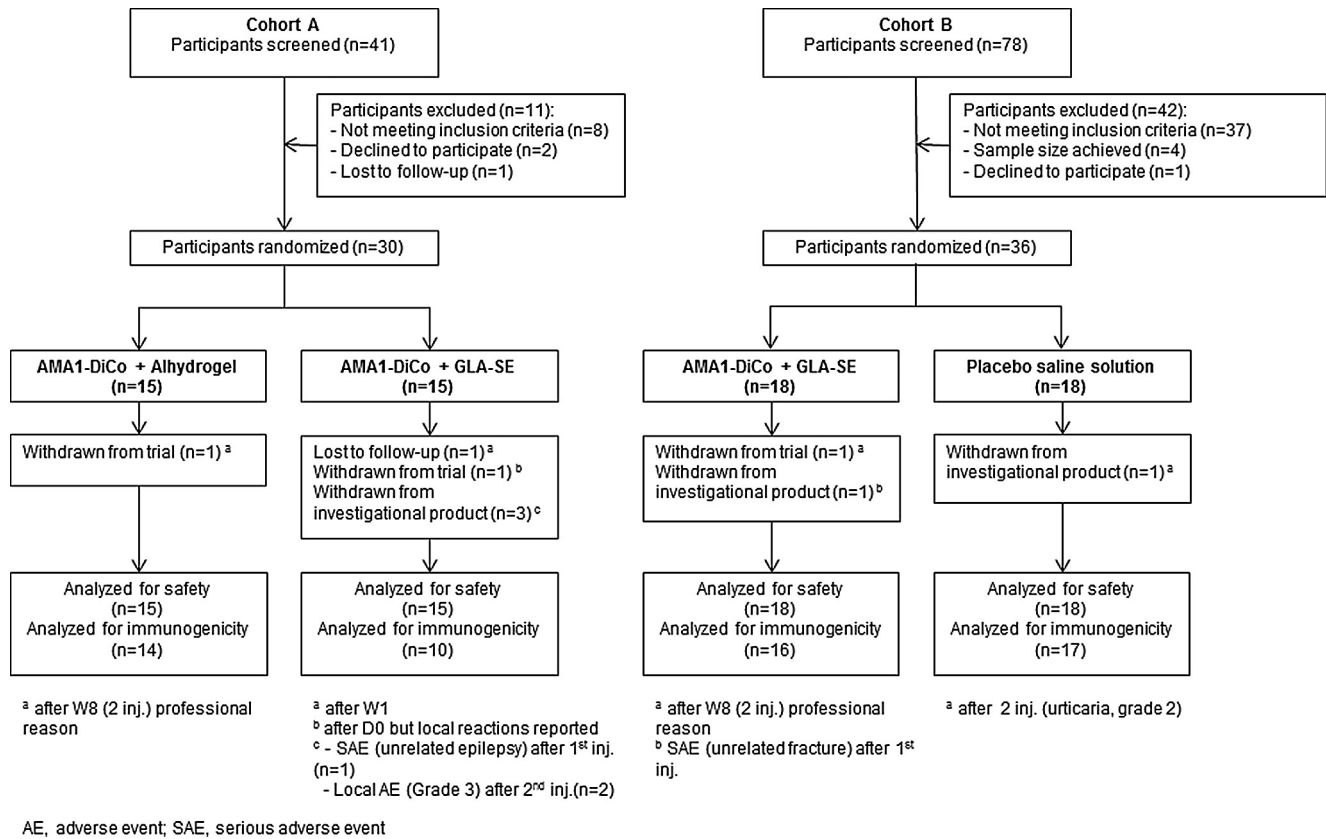 Cohort A
Participants screened (n=41)
Participants excluded (n=11):
- Not meeting inclusion criteria (n=8)
- Declined to participate (n=2)
- Lost to follow-up (n=1)
Participants randomized (n=30)
AMA1-DiCo + Alhydrogel
(n=15)
AMA1-DiCo + GLA-SE
(n=15)
Withdrawn from trial (n=1) a
Lost to follow-up (n=1) a
Withdrawn from trial (n=1) b
Withdrawn from
investigational product (n=3) c
Analyzed for safety
(n=15)
Analyzed for immunogenicity
(n=14)
Analyzed for safety
(n=15)
Analyzed for immunogenicity
(n=10)
a after W8 (2 inj.) professional
reason
a after W1
b after D0 but local reactions reported
c - SAE (unrelated epilepsy) after 1st inj.
(n=1)
- Local AE (Grade 3) after 2nd inj.(n=2)
Cohort B
Participants screened (n=78)
Participants excluded (n=42):
- Not meeting inclusion criteria (n=37)
- Sample size achieved (n=4)
- Declined to participate (n=1)
Participants randomized (n=36)
AMA1-DiCo + GLA-SE
(n=18)
Placebo saline solution
(n=18)
Withdrawn from trial (n=1) a
Withdrawn from
investigational product (n=1) b
Withdrawn from
investigational product (n=1) a
Analyzed for safety
(n=18)
Analyzed for immunogenicity
(n=16)
Analyzed for safety
(n=18)
Analyzed for immunogenicity
(n=17)
a after W8 (2 inj.) professional
reason
b SAE (unrelated fracture) after 1st
inj.
a after 2 inj. (urticaria, grade 2)
AE, adverse event; SAE, serious adverse event